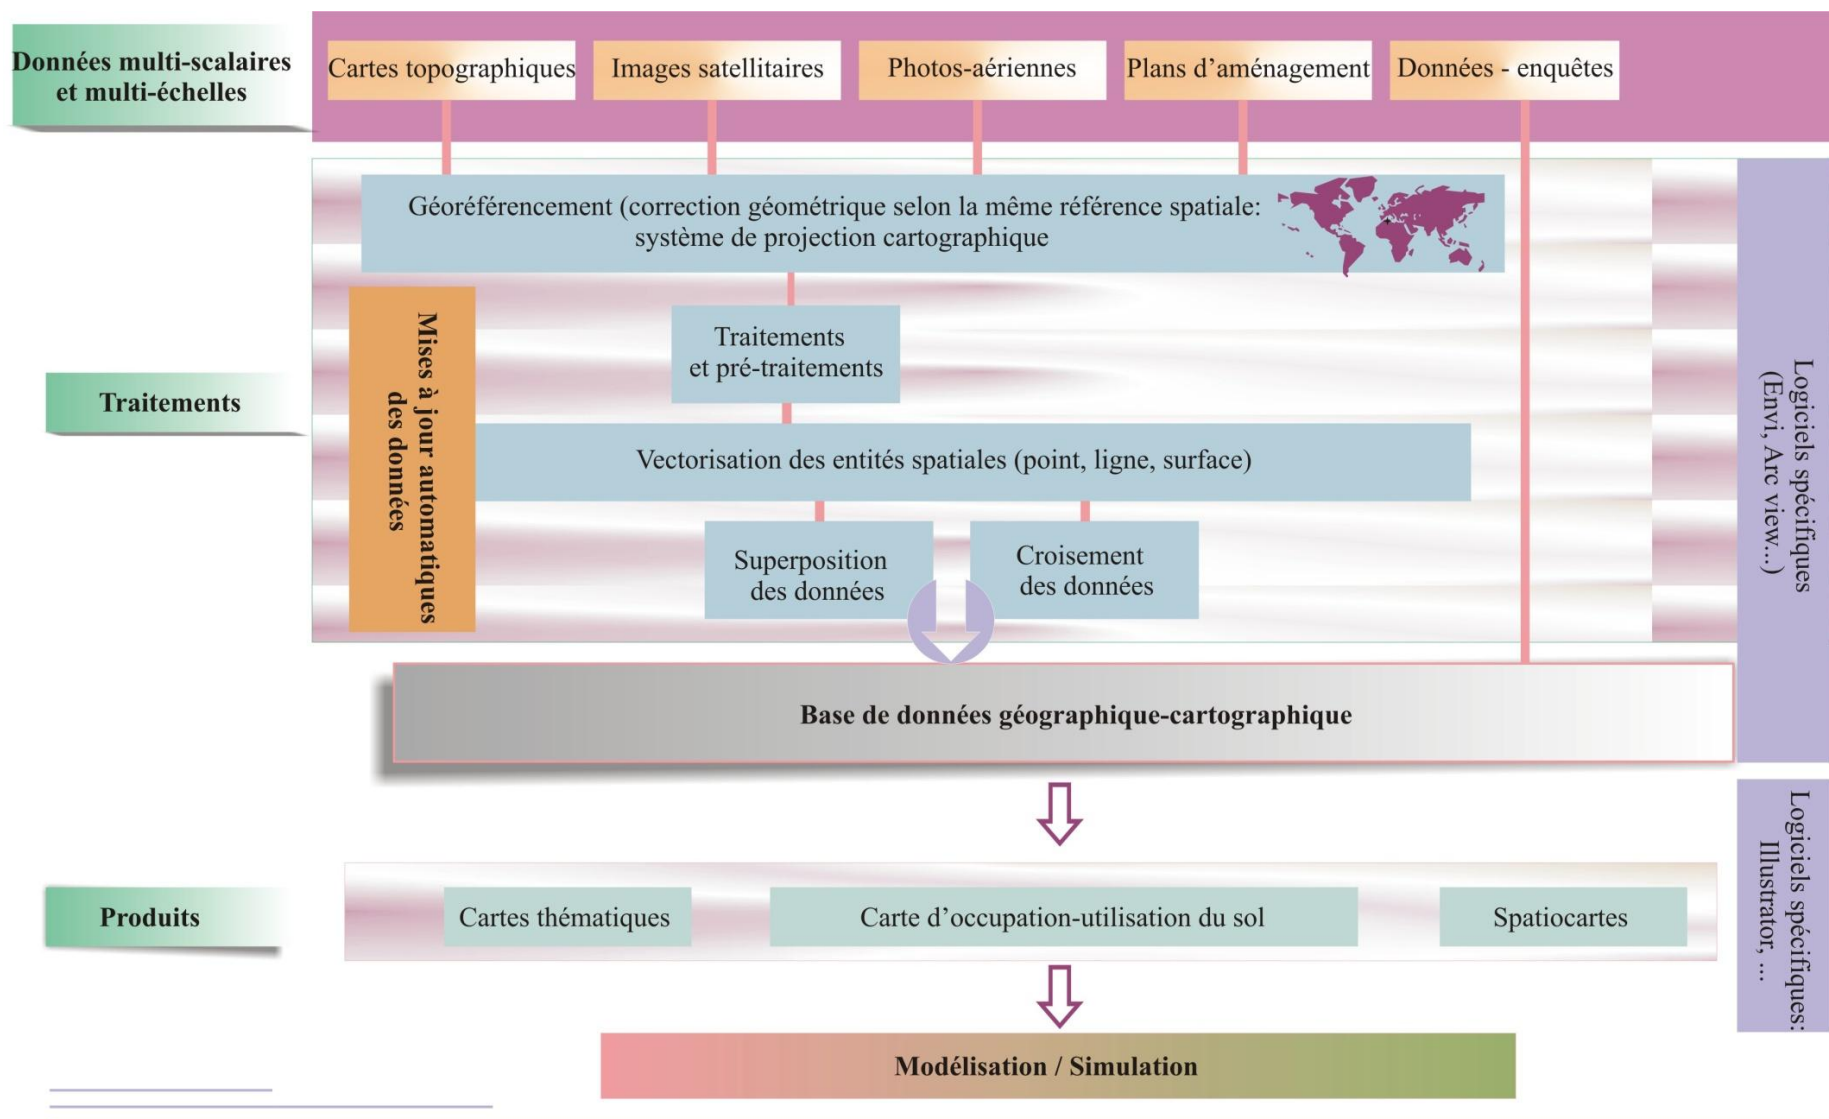 Données multi-scalaires
et multi-échelles
Cartes topographiques
Images satellitaires
Photos-aériennes
Plans d’aménagement
Données - enquêtes
Géoréférencement (correction géométrique selon la même référence spatiale:
système de projection cartographique
Traitements
et pré-traitements
Traitements
Mises à jour automatiques
des données
Vectorisation des entités spatiales (point, ligne, surface)
Superposition
des données
Croisement
des données
Logiciels spécifiques
(Envi, Arc view...)
Base de données géographique-cartographique
Produits
Cartes thématiques
Carte d’occupation-utilisation du sol
Spatiocartes
Logiciels spécifiques:
Illustrator, ...
Modélisation / Simulation